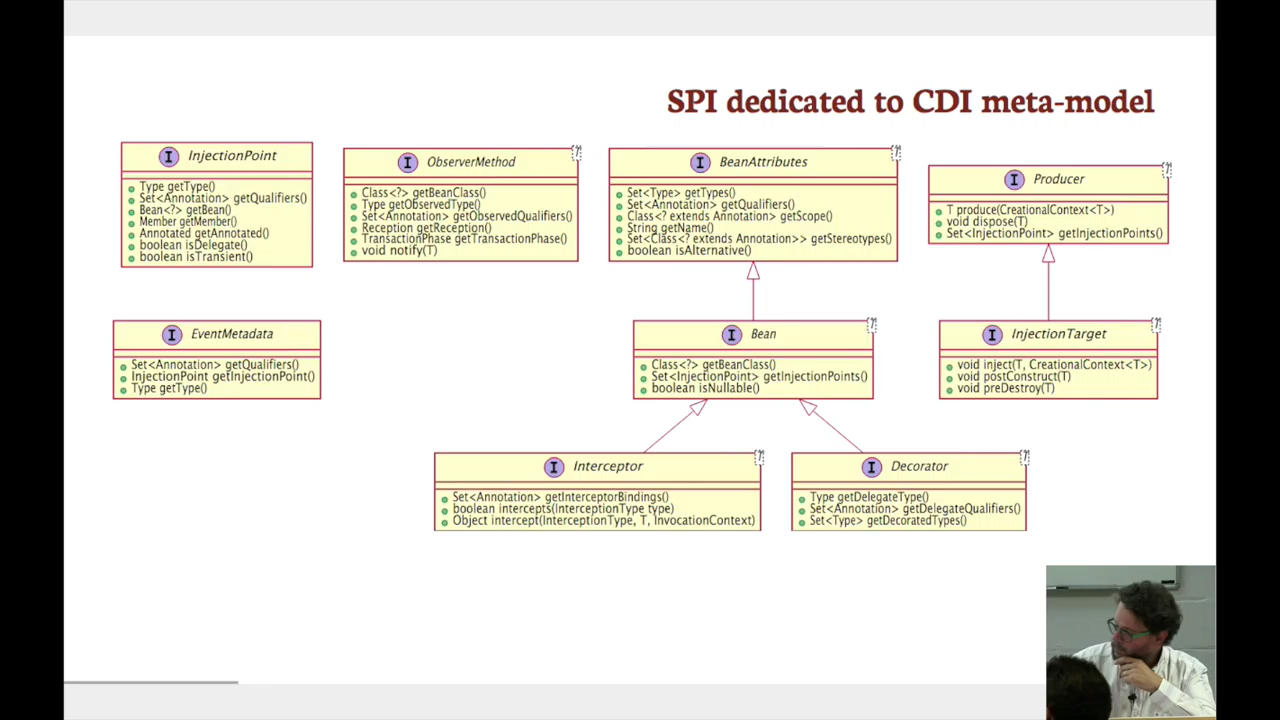 SPI dedicated to CDI meta-model
I InjectionPoint
Type getType()
Set<Annotation> getQualifiers()
Bean<?> getBean()
Member getMember()
Annotated getAnnotated()
boolean isDelegate()
boolean isTransient()
I ObserverMethod
T
Class<?> getBeanClass()
Type getObservedType()
Set<Annotation> getObservedQualifiers()
Reception getReception()
TransactionPhase getTransactionPhase()
void notify(T)
I BeanAttributes
T
Set<Type> getTypes()
Set<Annotation> getQualifiers()
Class<? extends Annotation> getScope()
String getName()
Set<Class<? extends Annotation>> getStereotypes()
boolean isAlternative()
I Producer
T
T produce(CreationalContext<T>)
void dispose(T)
Set<InjectionPoint> getInjectionPoints()
I EventMetadata
Set<Annotation> getQualifiers()
InjectionPoint getInjectionPoint()
Type getType()
I Bean
T
Class<?> getBeanClass()
Set<InjectionPoint> getInjectionPoints()
boolean isNullable()
I InjectionTarget
T
void inject(T, CreationalContext<T>)
void postConstruct(T)
void preDestroy(T)
I Interceptor
T
Set<Annotation> getInterceptorBindings()
boolean intercepts(InterceptionType type)
Object intercept(InterceptionType, T, InvocationContext)
I Decorator
T
Type getDelegateType()
Set<Annotation> getDelegateQualifiers()
Set<Type> getDecoratedTypes()